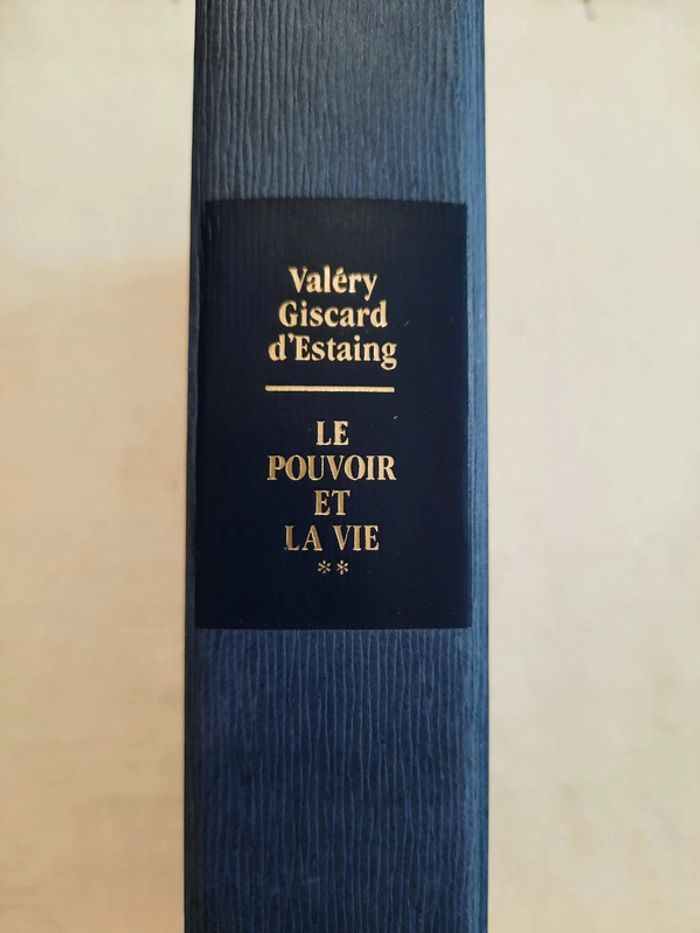 Valéry
Giscard
d'Estaing
LE
POUVOIR
ET
LA VIE
**